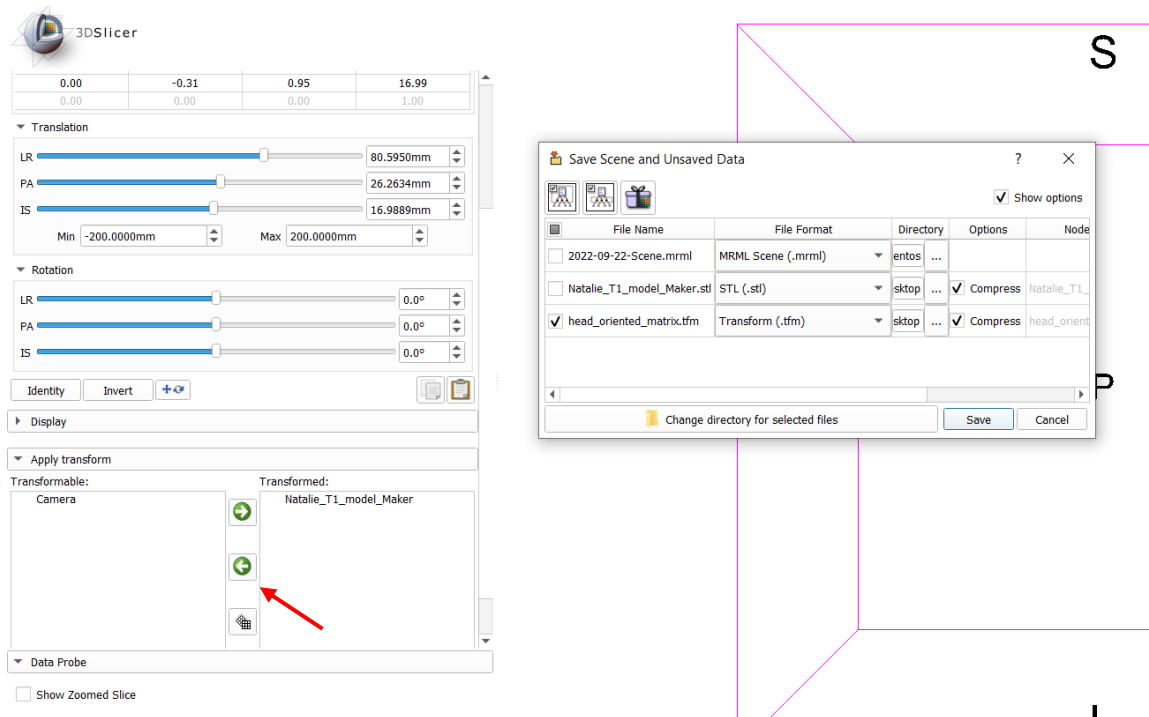 3DSlicer
0.00 -0.31 0.95 16.99
0.00 0.00 0.00 1.00
Translation
LR 80.5950mm
PA 26.2634mm
IS 16.9889mm
Min -200.0000mm Max 200.0000mm
Rotation
LR 0.0°
PA 0.0°
IS 0.0°
Identity Invert
Display
Apply transform
Transformable: Transformed:
Camera Natalie_T1_model_Maker
Data Probe
Show Zoomed Slice
S
Save Scene and Unsaved Data ? 
Show options
File Name File Format Directory Options Node
2022-09-22-Scene.mrml MRML Scene (.mrml) entos ...
Natalie_T1_model_Maker.stl STL (.stl) esktop ... Compress Natalie_T1_
head_oriented_matrix.tfm Transform (.tfm) sktop ... Compress head_orient
Change directory for selected files Save Cancel
P